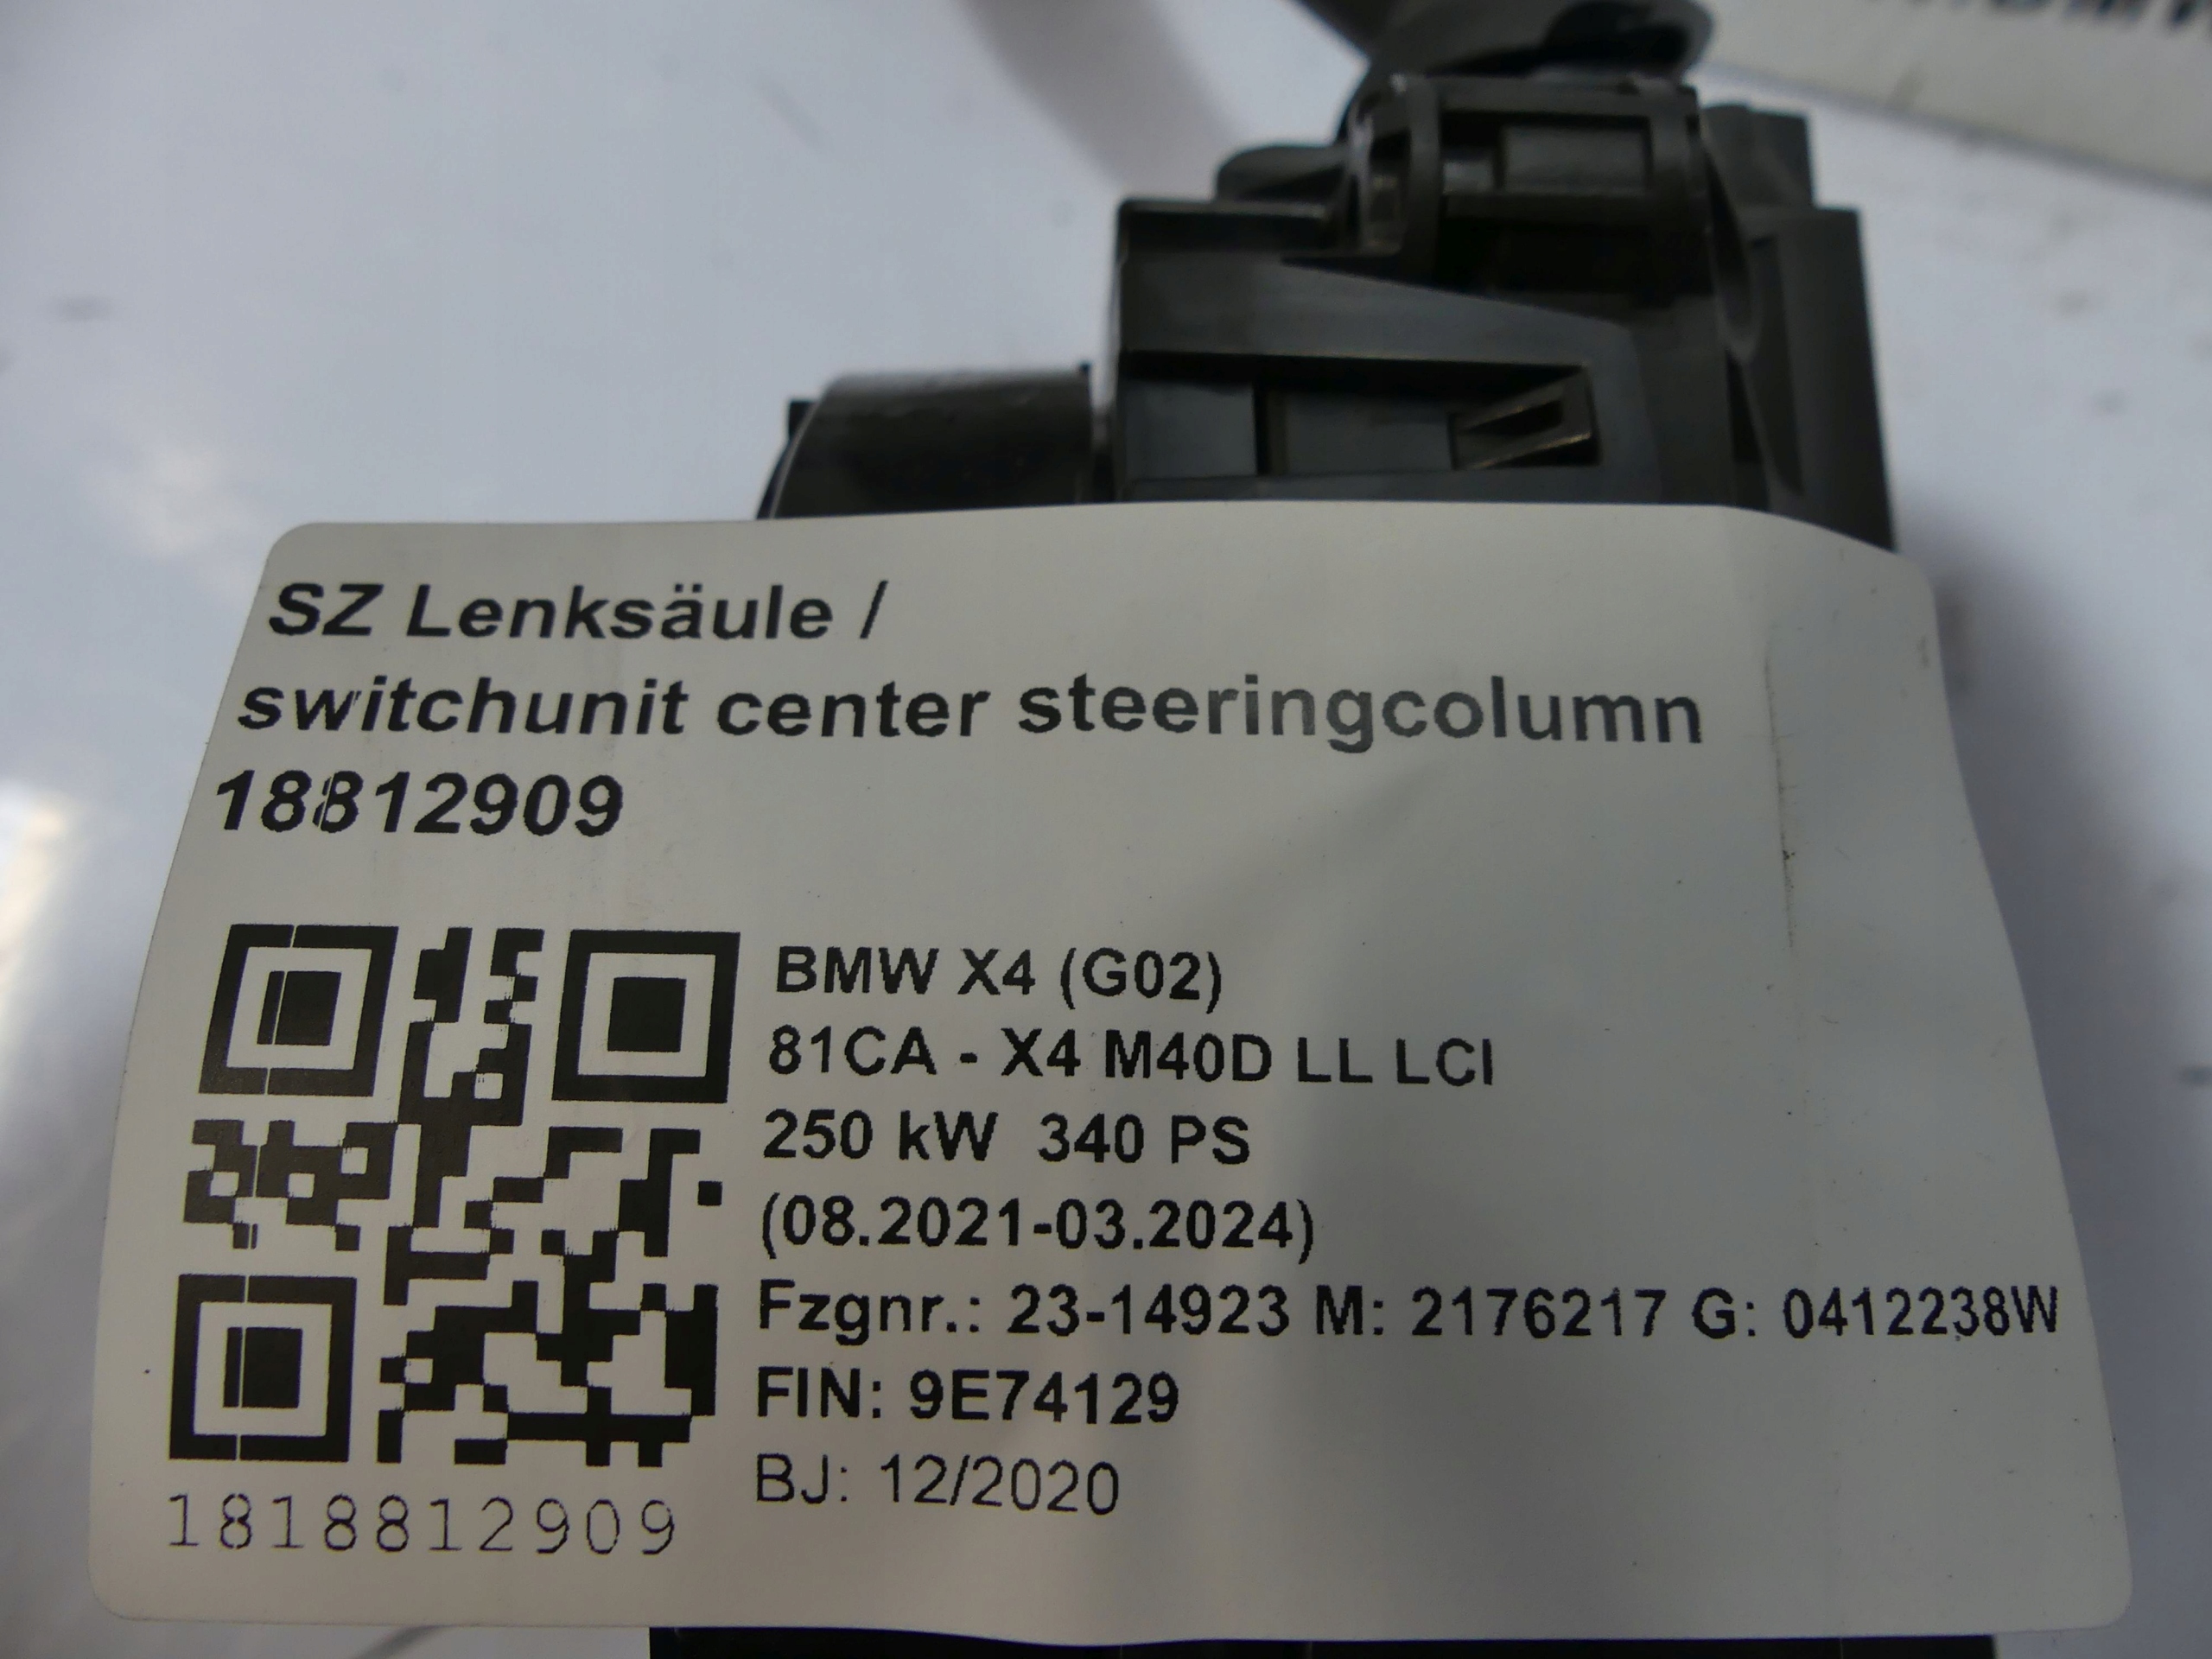 SZ Lenksäule /
switchunit center steeringcolumn
18812909
BMW X4 (G02)
81CA - X4 M40D LL LCI
250 kW 340 PS
(08.2021-03.2024)
Fzgnr.: 23-14923 M: 2176217 G: 0412238W
FIN: 9E74129
BJ: 12/2020
1818812909